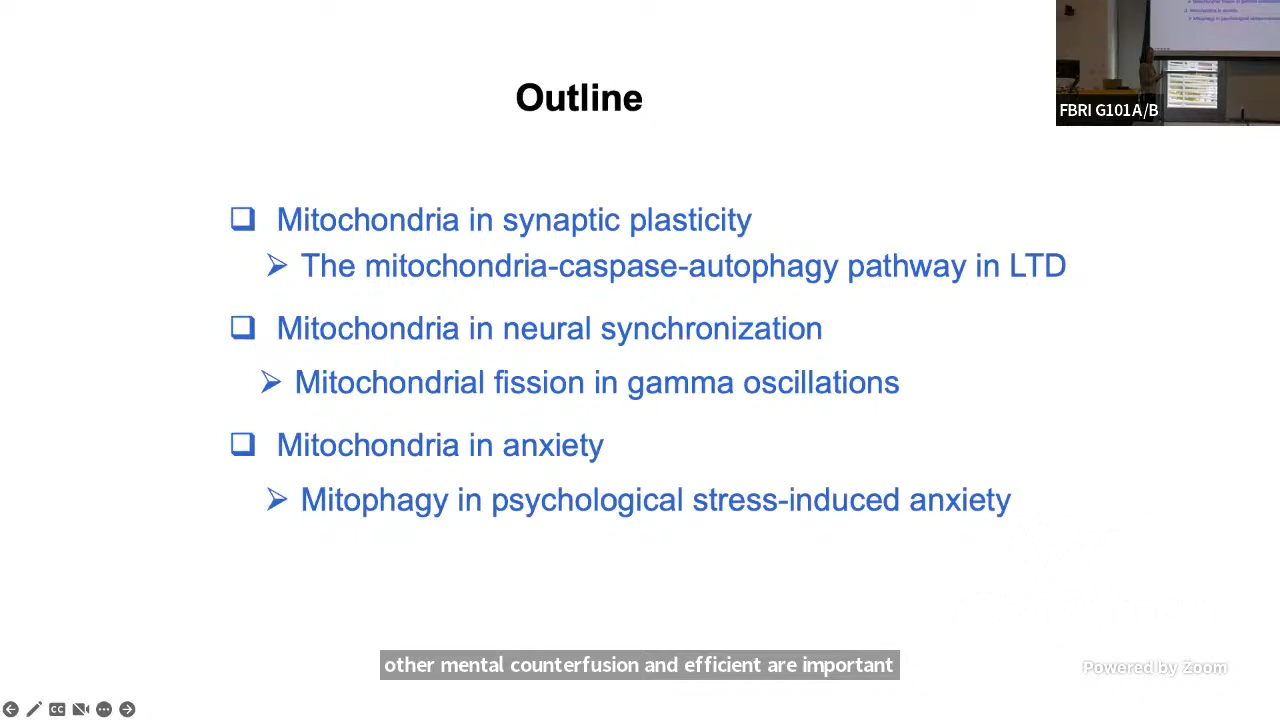 Outline
FBRI G101A/B
❑ Mitochondria in synaptic plasticity
➢ The mitochondria-caspase-autophagy pathway in LTD
❑ Mitochondria in neural synchronization
➢ Mitochondrial fission in gamma oscillations
❑ Mitochondria in anxiety
➢ Mitophagy in psychological stress-induced anxiety
other mental counterfusion and efficient are important
Powered by Zoom
CC